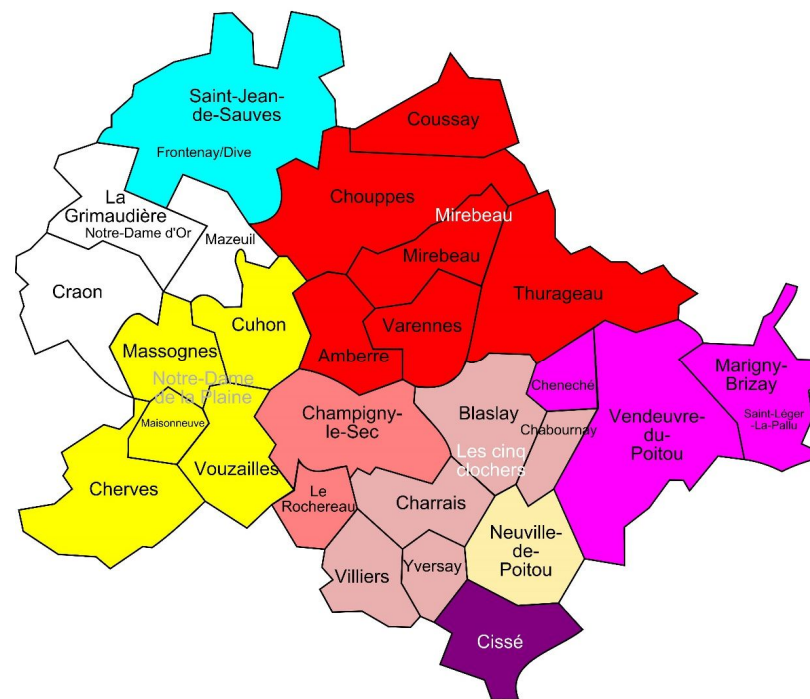 Saint-Jean-
de-Sauves
Frontenay/Dive
Coussay
Chouppes
La
Grimaudière
Notre-Dame d'Or
Mazeuil
Mirebeau
Mirebeau
Craon
Thurageau
Cuhon
Varennes
Massognes
Amberre
Notre-Dame
de la Plaine
Maisonneuve
Cheneché
Marigny-
Brizay
Saint-Léger
-La-Pallu
Champigny-
le-Sec
Blaslay
Chabournay
Vendeuvre-
du-
Poitou
Les cinq
clochers
Vouzailles
Cherves
Le
Rochereau
Charrais
Neuville-
de-
Poitou
Villiers
Yversay
Cissé